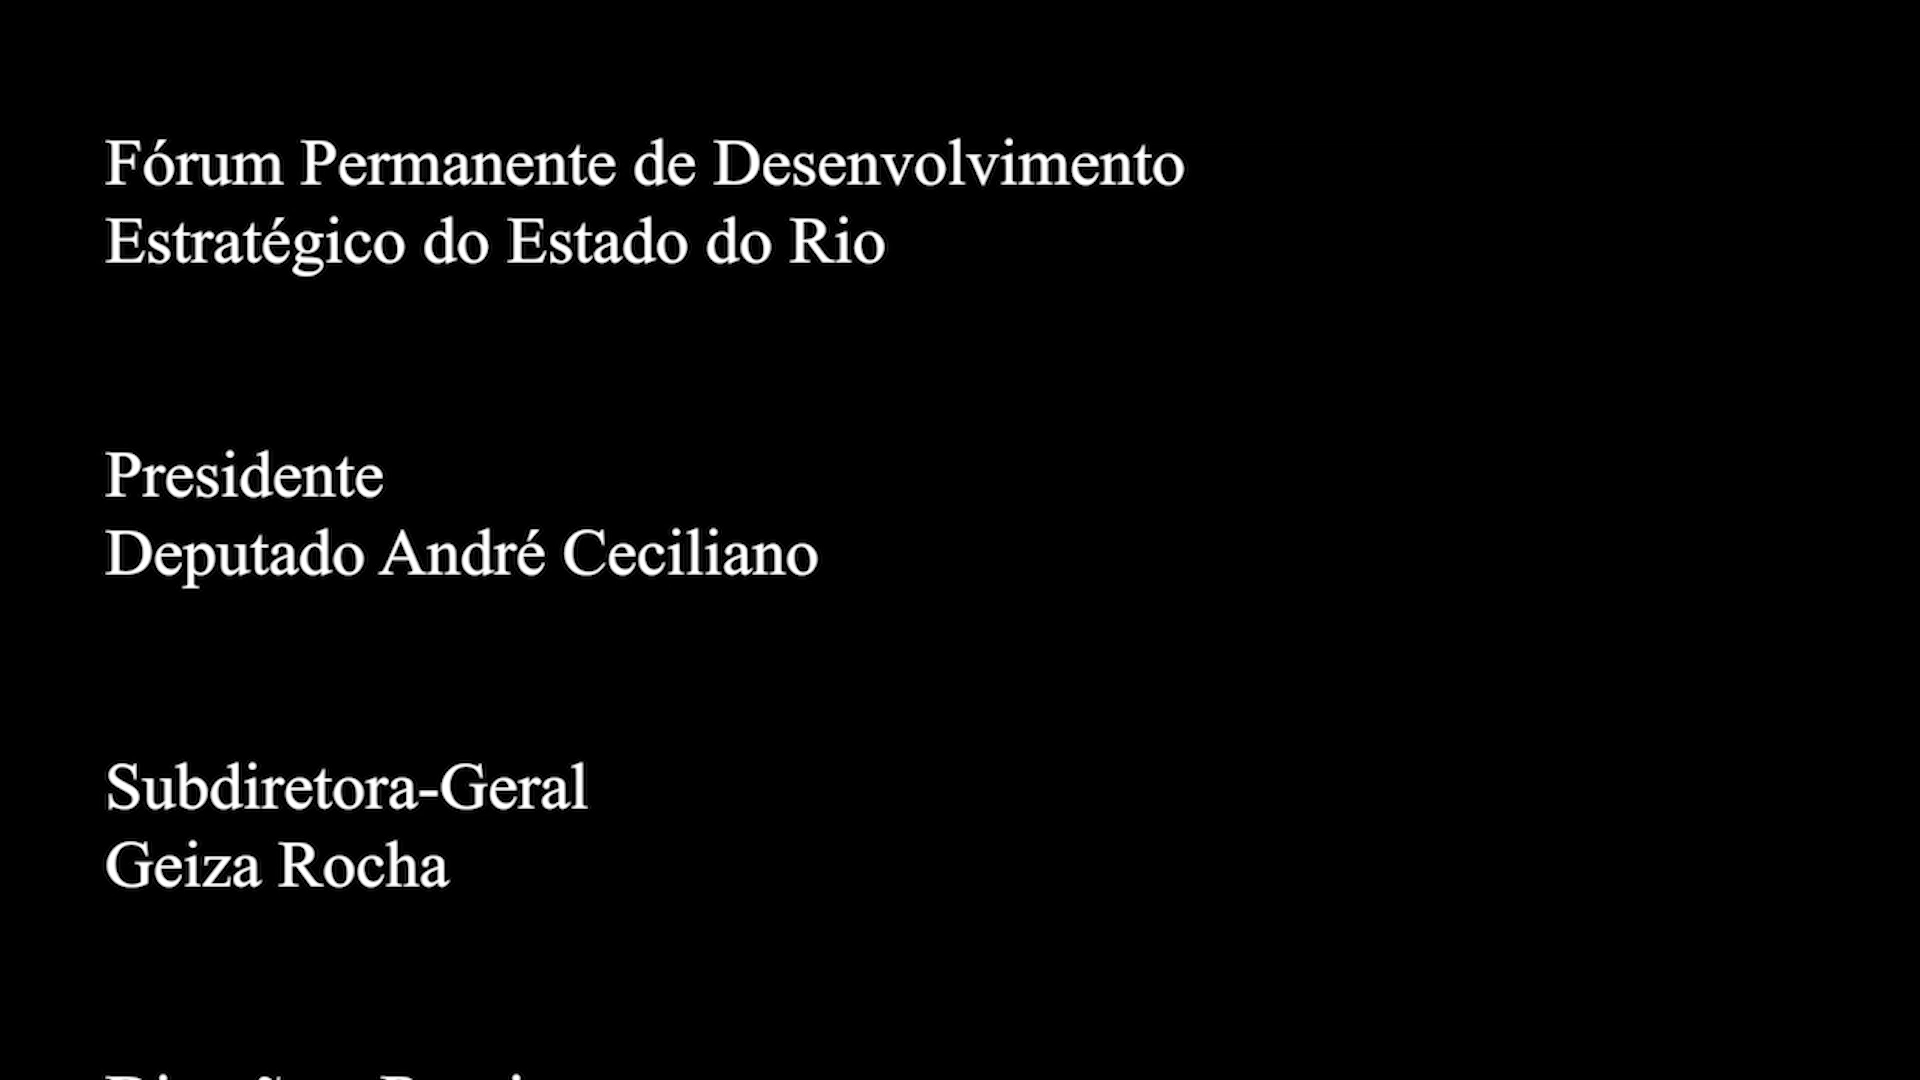 Fórum Permanente de Desenvolvimento
Estratégico do Estado do Rio
Presidente
Deputado André Ceciliano
Subdiretora-Geral
Geiza Rocha